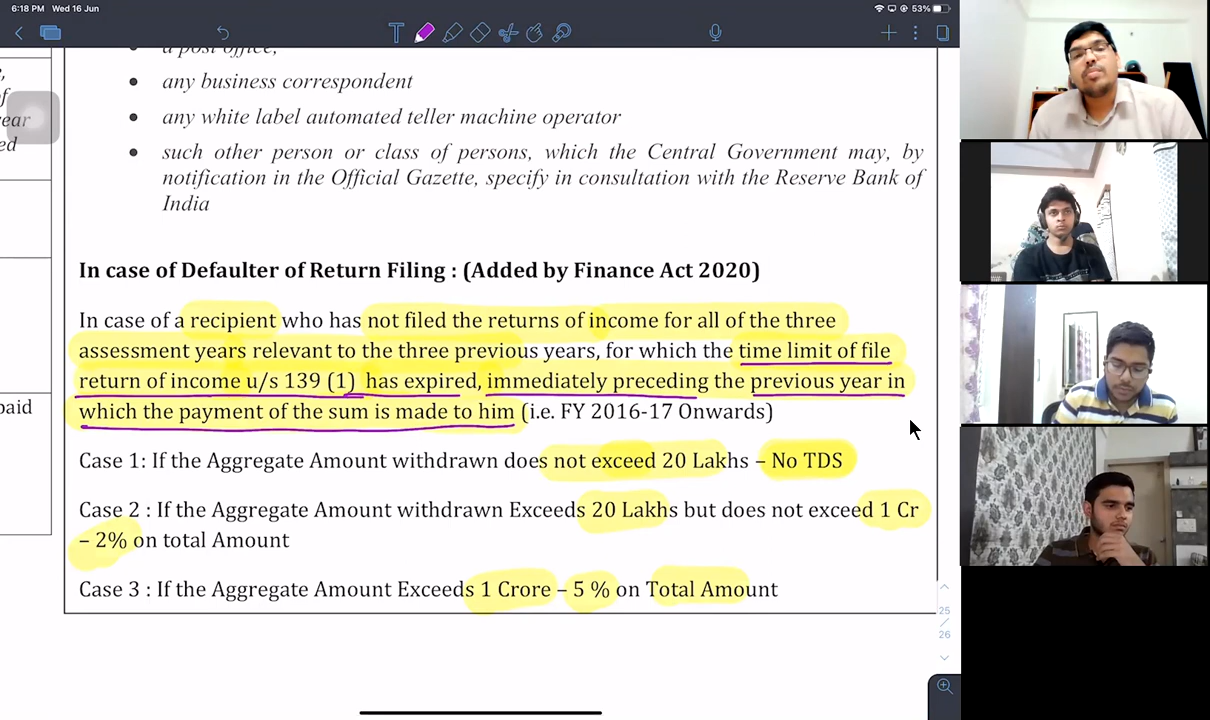 6:18 PM Wed 16 Jun
53%
T
a post office,
any business correspondent
any white label automated teller machine operator
such other person or class of persons, which the Central Government may, by
notification in the Official Gazette, specify in consultation with the Reserve Bank of
India
In case of Defaulter of Return Filing : (Added by Finance Act 2020)
In case of a recipient who has not filed the returns of income for all of the three
assessment years relevant to the three previous years, for which the time limit of file
return of income u/s 139 (1) has expired, immediately preceding the previous year in
which the payment of the sum is made to him (i.e. FY 2016-17 Onwards)
Case 1: If the Aggregate Amount withdrawn does not exceed 20 Lakhs – No TDS
Case 2 : If the Aggregate Amount withdrawn Exceeds 20 Lakhs but does not exceed 1 Cr
– 2% on total Amount
Case 3 : If the Aggregate Amount Exceeds 1 Crore – 5 % on Total Amount
25
/
26